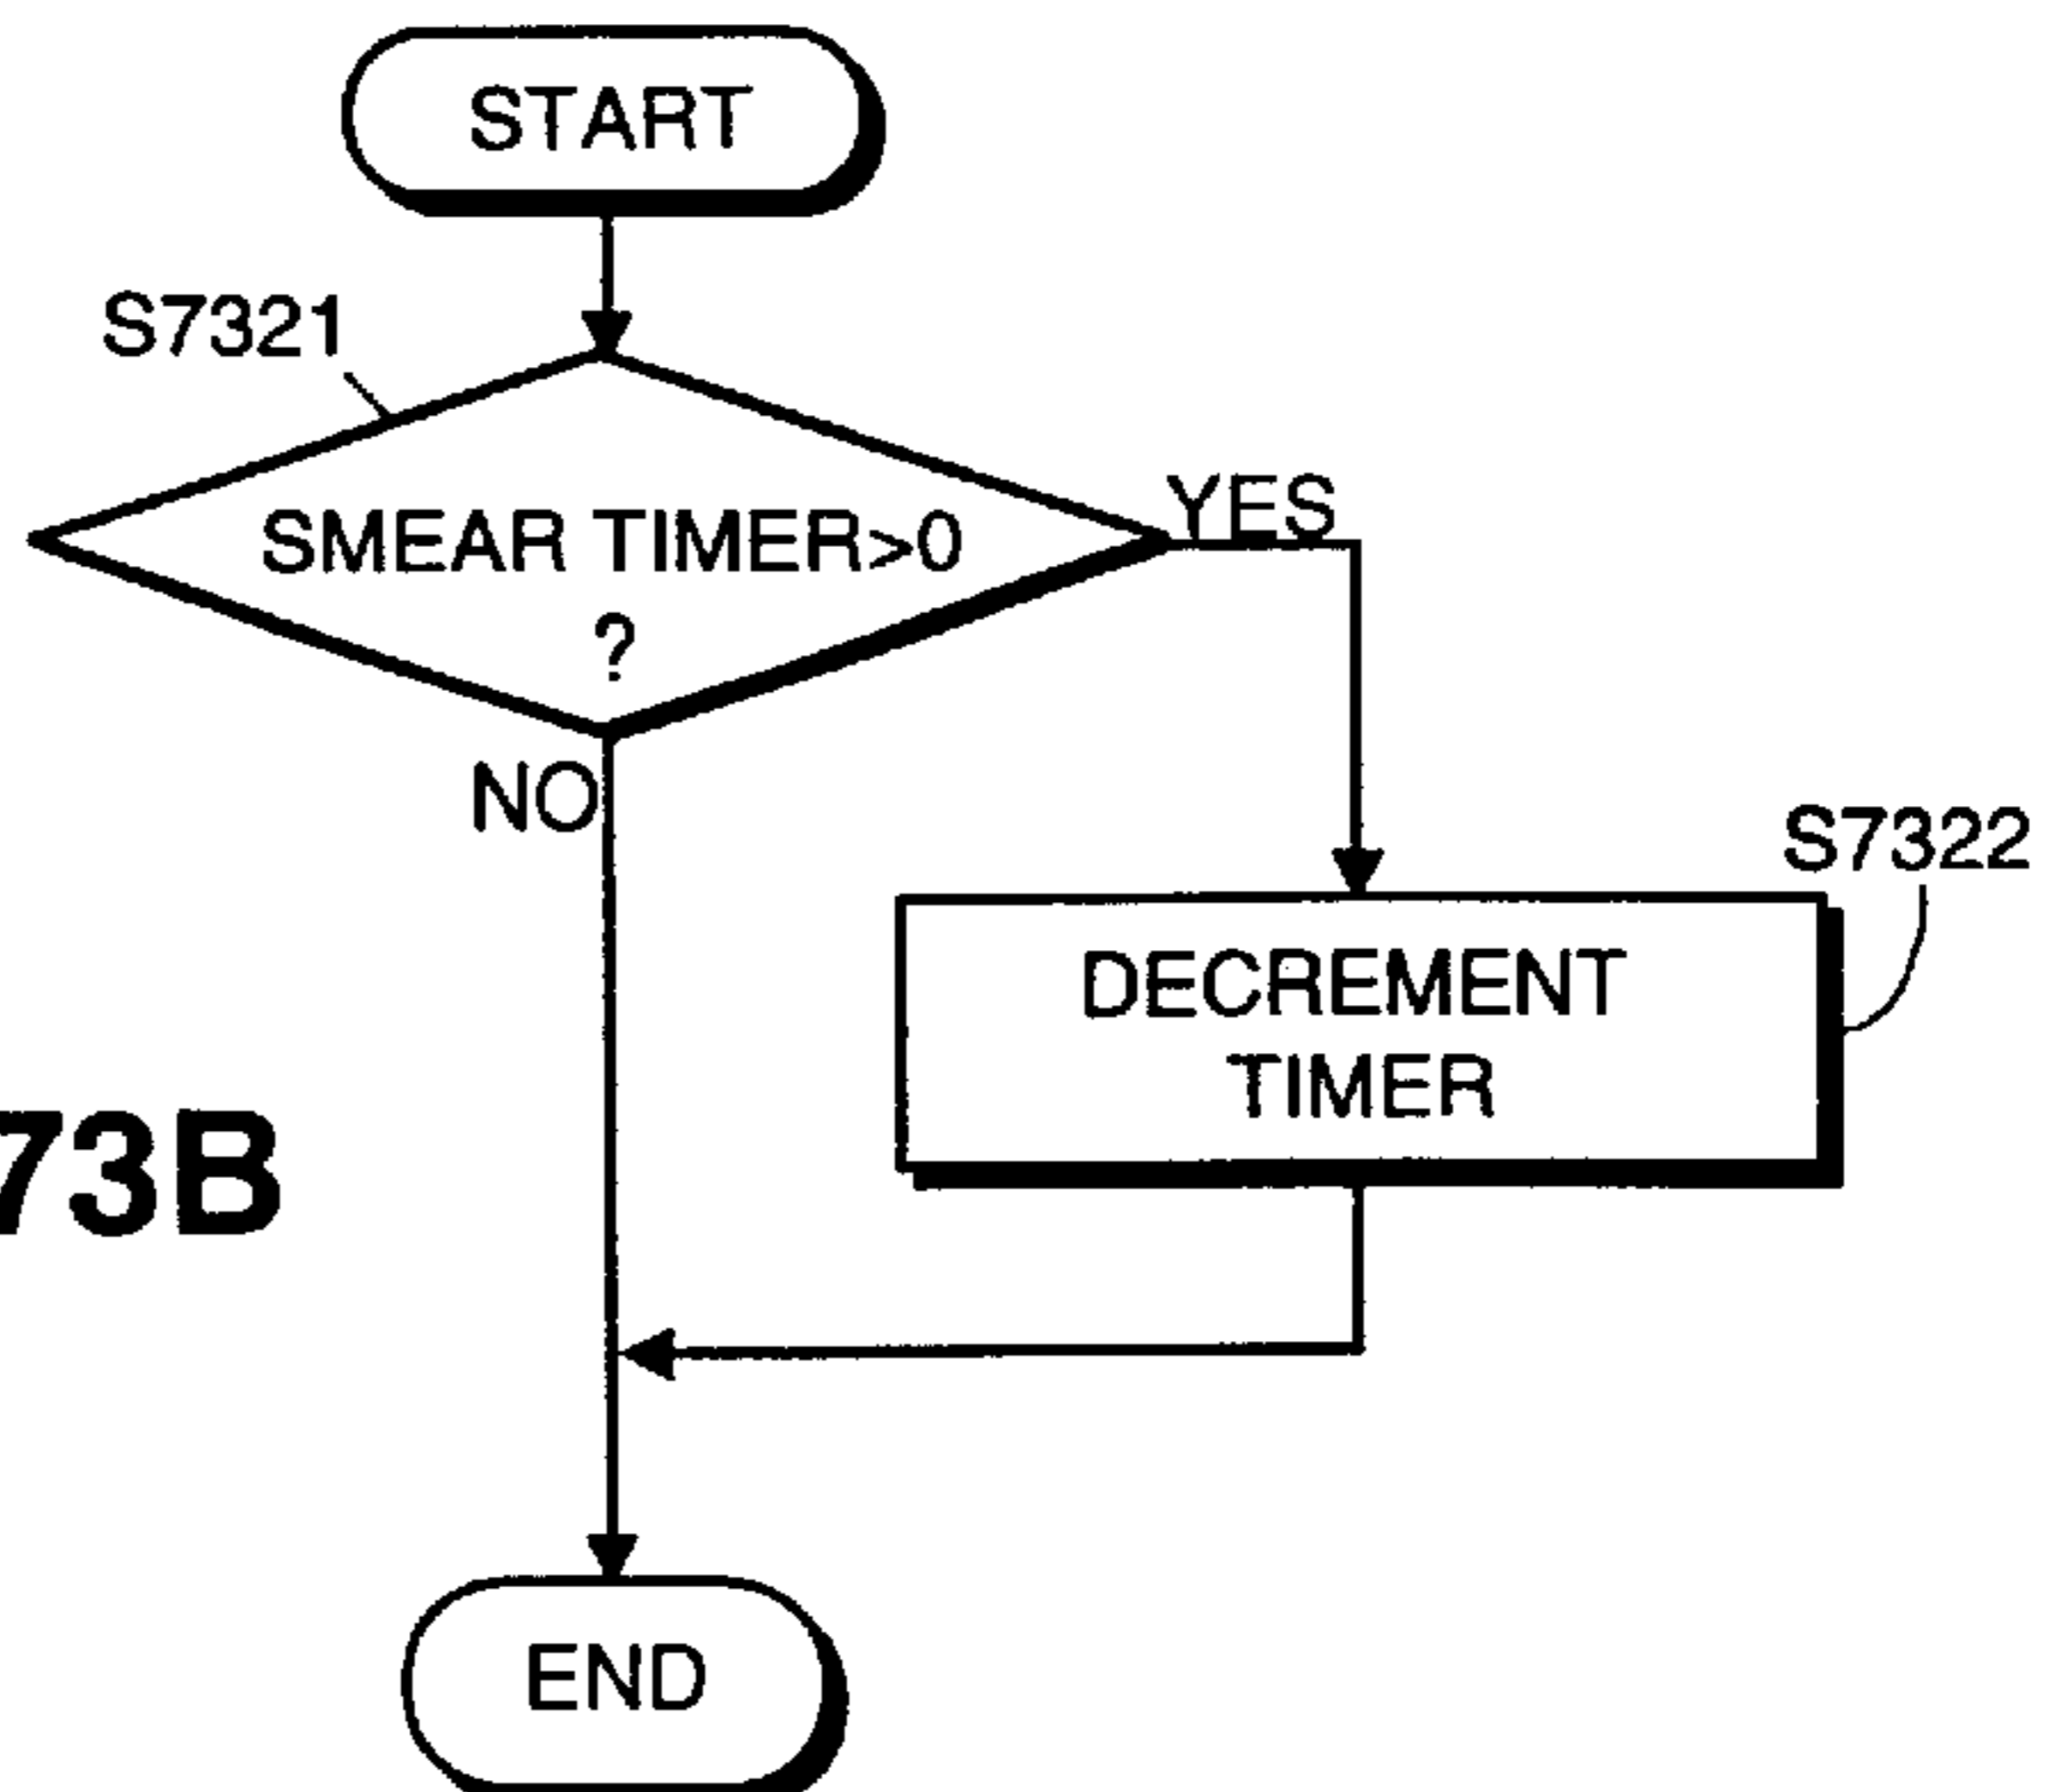 START
S7321
SMEAR TIMER>0
?
YES
NO
S7322
DECREMENT
TIMER
73B
END